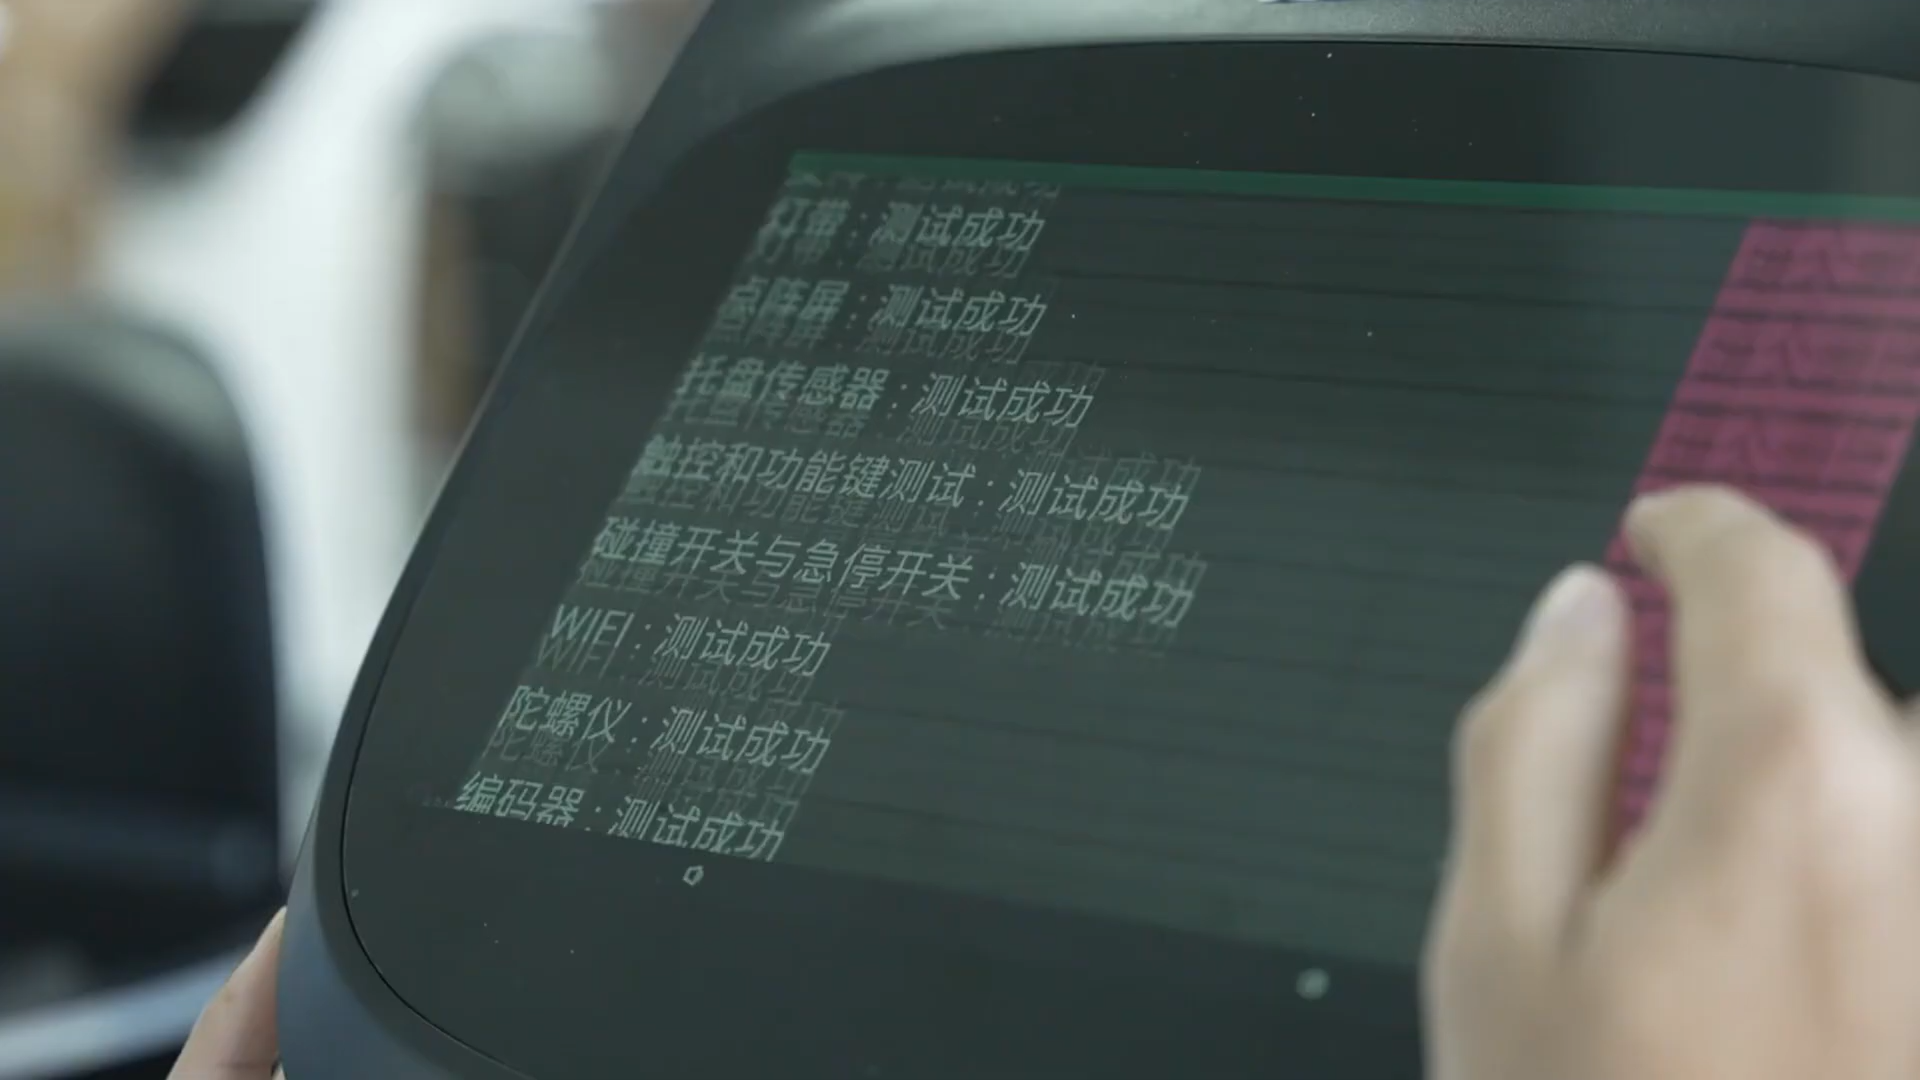 灯带：测试成功
点阵屏：测试成功
托盘传感器：测试成功
触控和功能键测试：测试成功
碰撞开关与急停开关：测试成功
WIFI：测试成功
陀螺仪：测试成功
编码器：测试成功